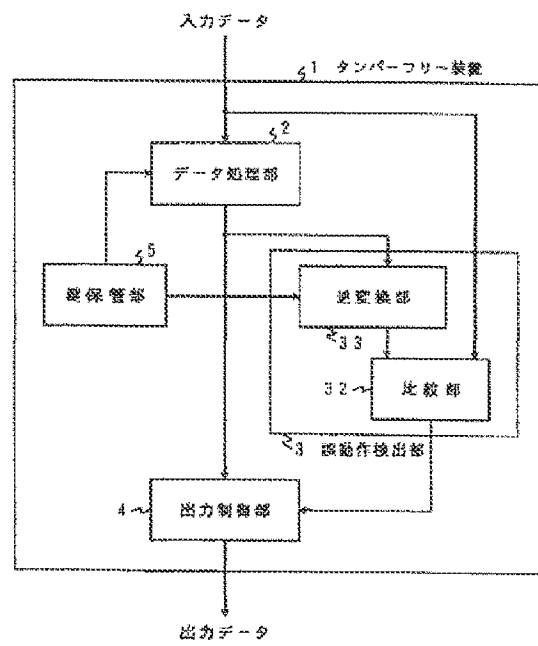 入力データ
1 タンパーフリー装置
2
データ処理部
5
鍵保管部
逆変換部
33
32
比較部
3 誤動作検出部
4
出力制御部
出力データ